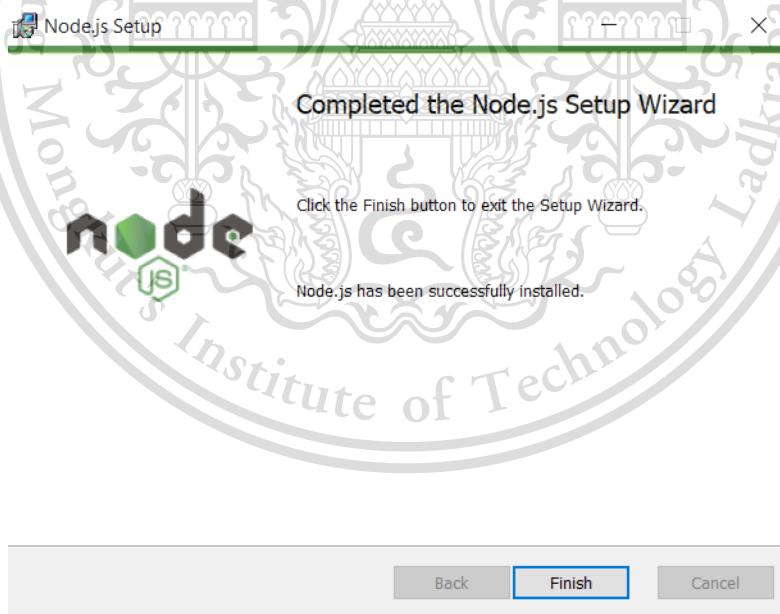 Node.js Setup
Completed the Node.js Setup Wizard
Click the Finish button to exit the Setup Wizard.
node
JS
Node.js has been successfully installed.
Mongkut's Institute of Technology Ladkra
Back Finish Cancel